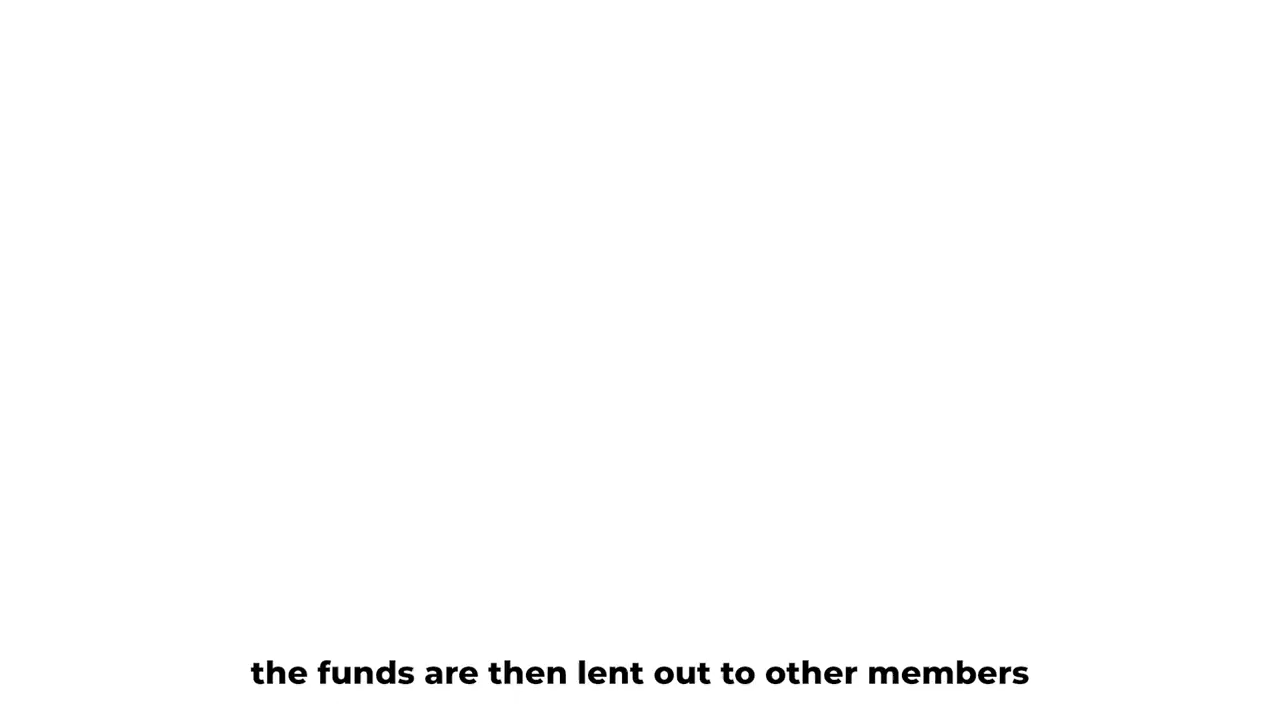 the funds are then lent out to other members